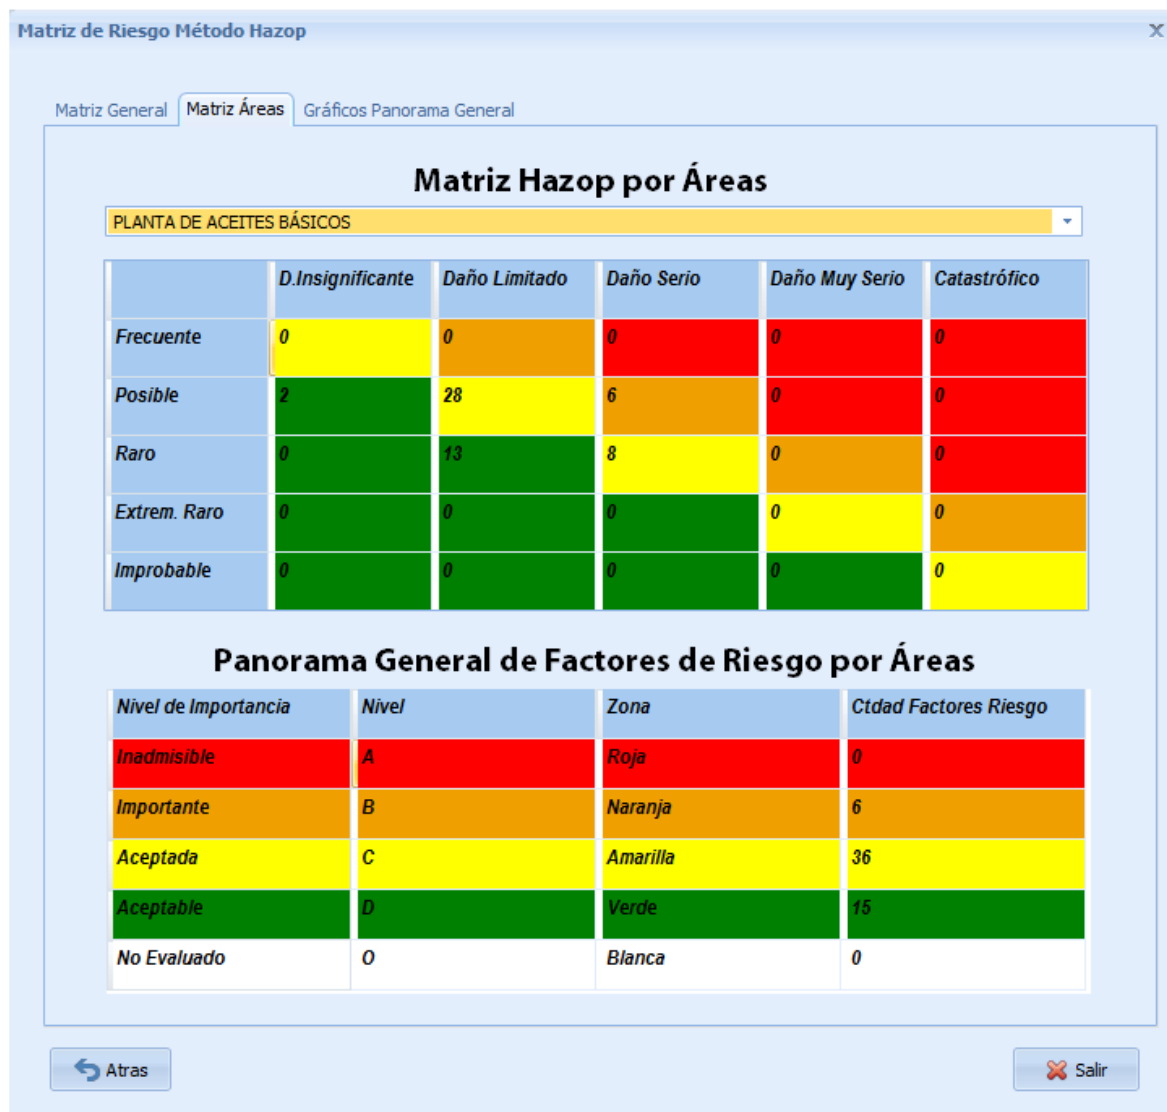 Matriz de Riesgo Método Hazop
Matriz General Matriz Áreas Gráficos Panorama General
Matriz Hazop por Áreas
PLANTA DE ACEITES BÁSICOS
D.Insignificante Daño Limitado Daño Serio Daño Muy Serio Catastrófico
Frecuente 0 0 0 0 0
Posible 2 28 6 0 0
Raro 0 13 8 0 0
Extrem. Raro 0 0 0 0 0
Improbable 0 0 0 0 0
Panorama General de Factores de Riesgo por Áreas
Nivel de Importancia Nivel Zona Ctdad Factores Riesgo
Inadmisible A Roja 0
Importante B Naranja 6
Aceptada C Amarilla 36
Aceptable D Verde 15
No Evaluado O Blanca 0
Atras Salir